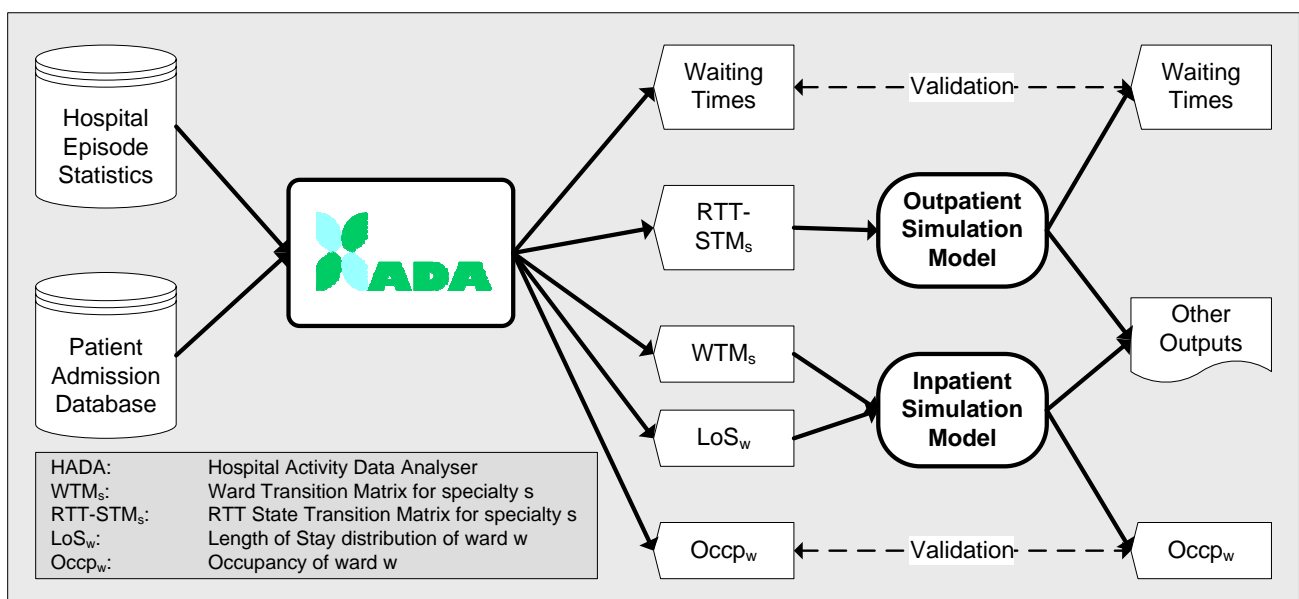 Hospital
Episode
Statistics
Patient
Admission
Database
HADA
Waiting
Times
RTT-
STMs
WTMs
LoSw
Occpw
Validation
Outpatient
Simulation
Model
Inpatient
Simulation
Model
Validation
Waiting
Times
Other
Outputs
Occpw
HADA: Hospital Activity Data Analyser
WTMs: Ward Transition Matrix for specialty s
RTT-STMs: RTT State Transition Matrix for specialty s
LoSw: Length of Stay distribution of ward w
Occpw: Occupancy of ward w